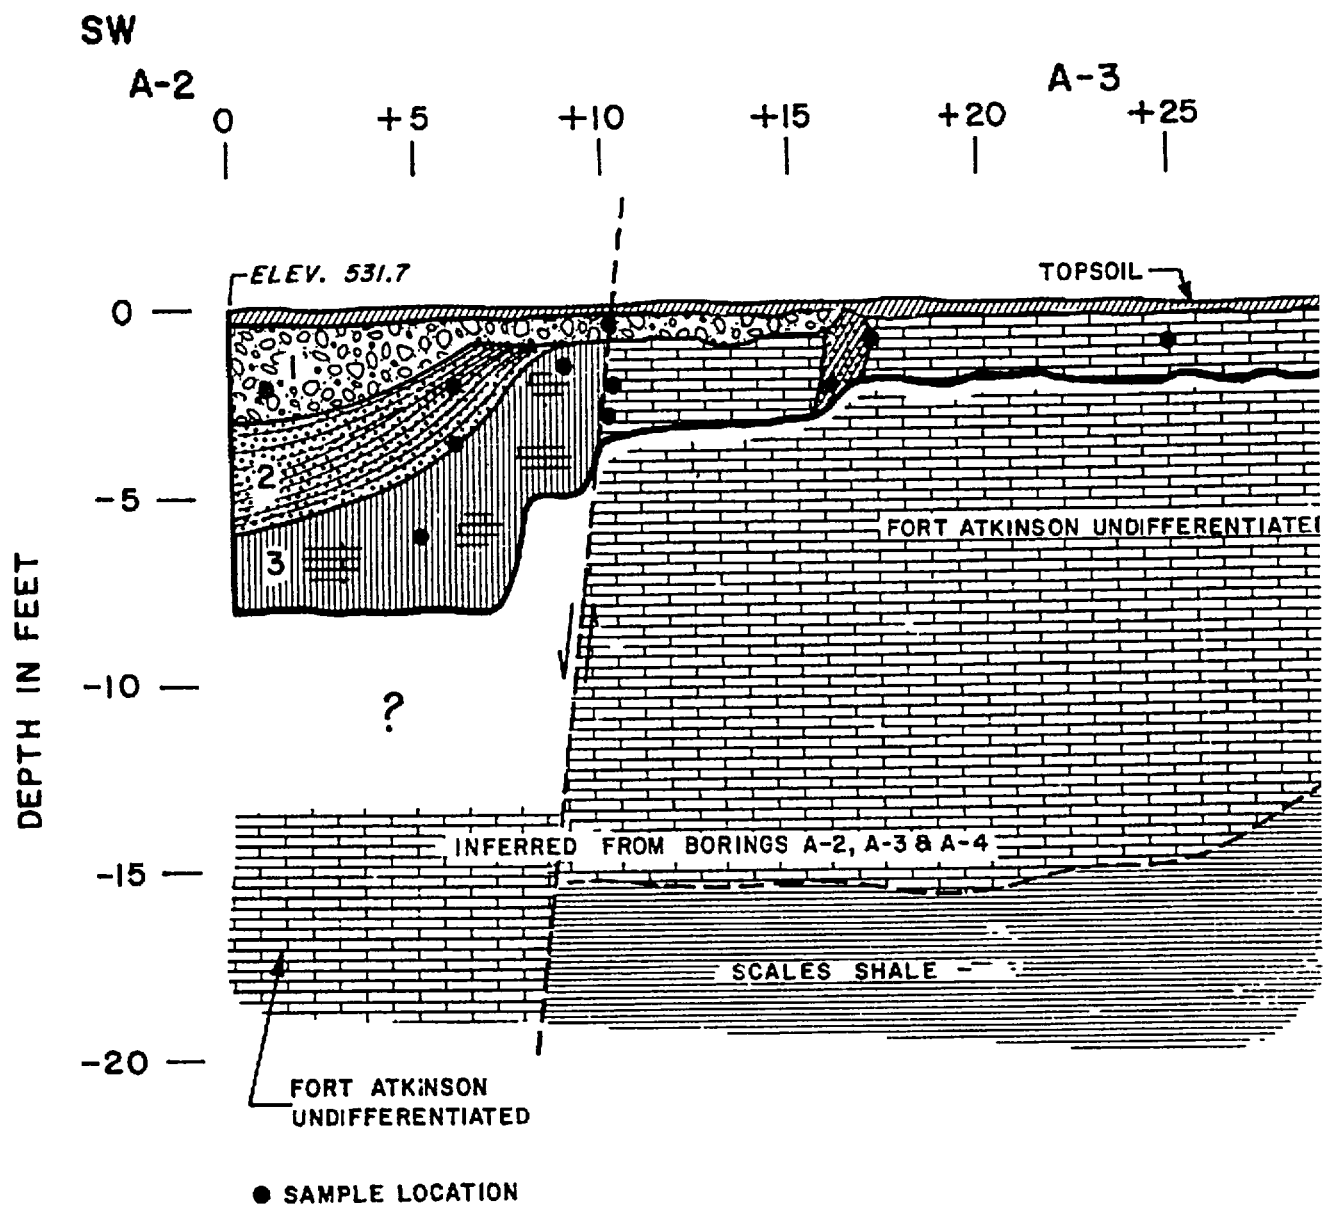 SW
A-2 A-3
0 +5 +10 +15 +20 +25
ELEV. 531.7
TOPSOIL
0
1
2
-5
FORT ATKINSON UNDIFFERENTIATE
3
DEPTH IN FEET
-10
?
INFERRED FROM BORINGS A-2, A-3 & A-4
-15
SCALES SHALE
-20
FORT ATKINSON
UNDIFFERENTIATED
SAMPLE LOCATION